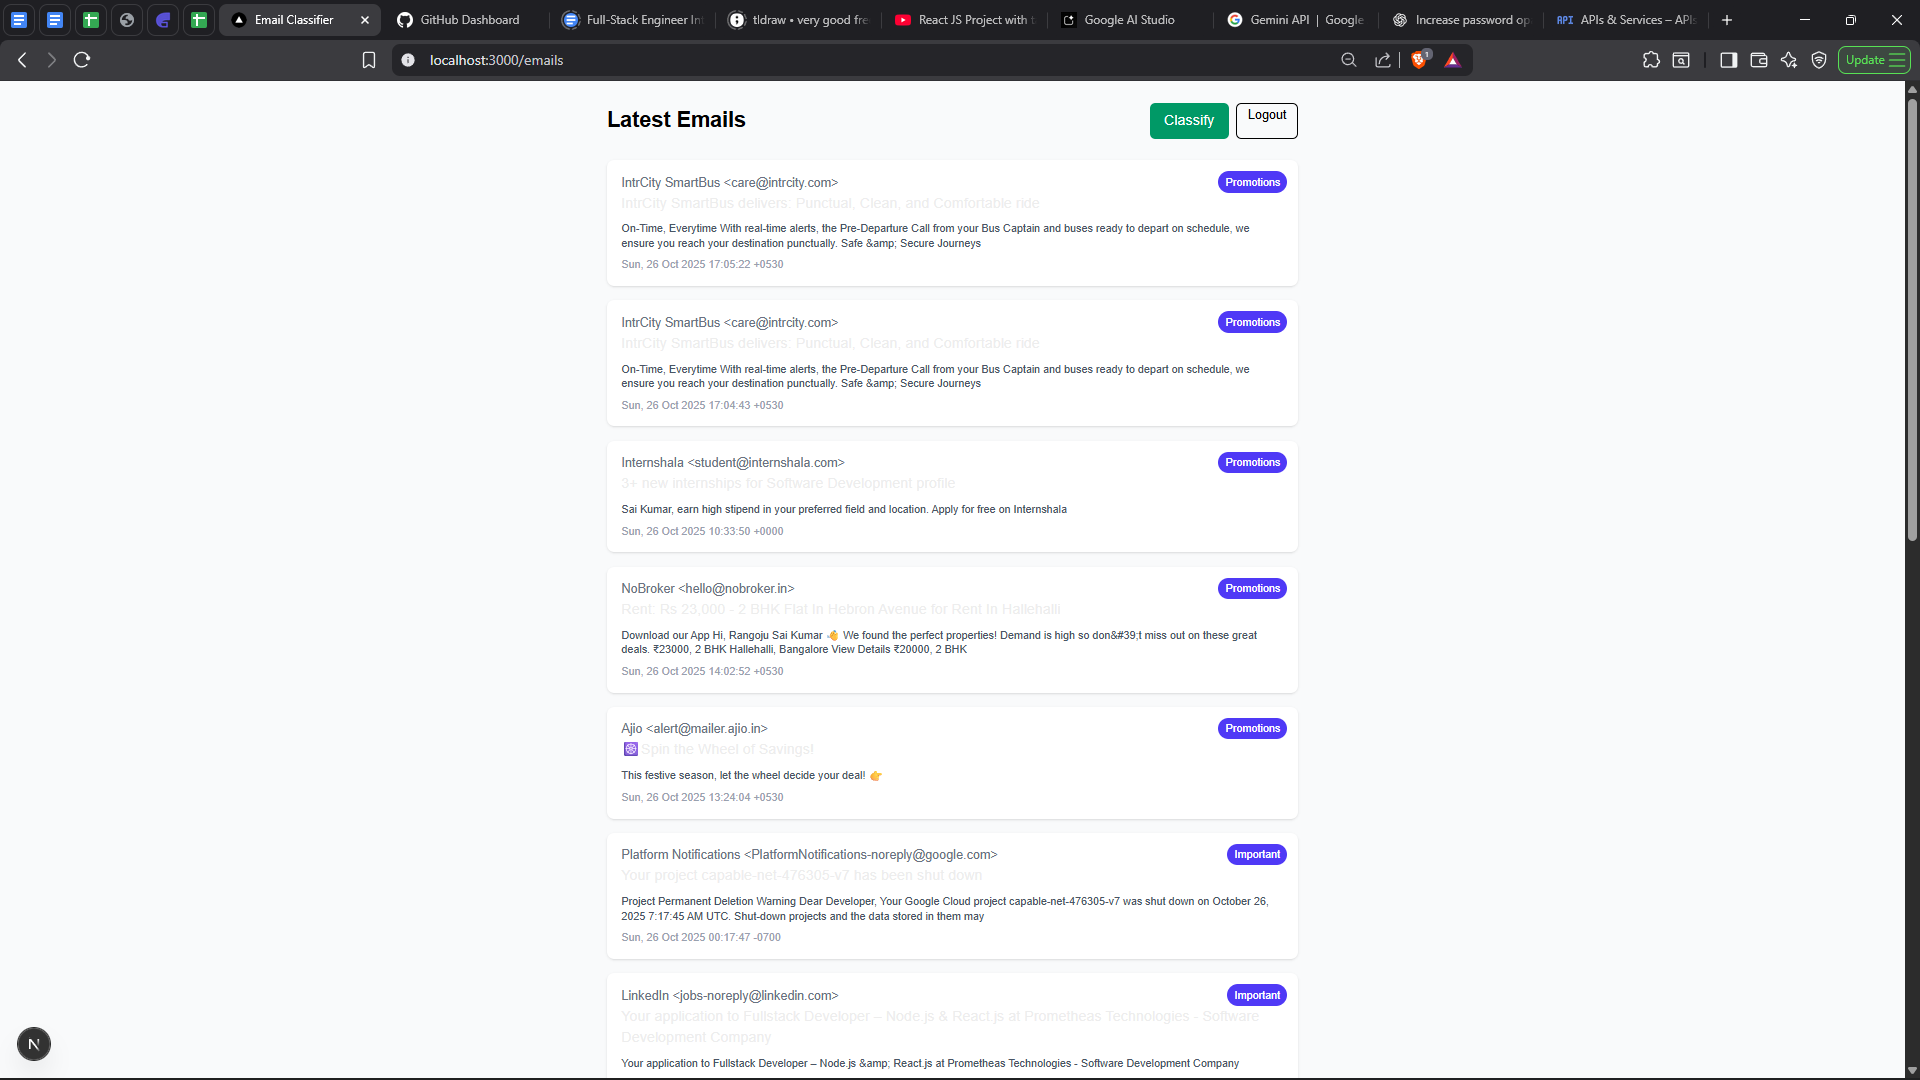 Email Classifier
GitHub Dashboard
Full-Stack Engineer In
tldraw • very good fre
React JS Project with t
Google AI Studio
Gemini API | Google
Increase password op
API APIs & Services – APIs
localhost:3000/emails
1
Update
Latest Emails
Classify
Logout
IntrCity SmartBus <care@intrcity.com>
Promotions
IntrCity SmartBus delivers: Punctual, Clean, and Comfortable ride
On-Time, Everytime With real-time alerts, the Pre-Departure Call from your Bus Captain and buses ready to depart on schedule, we
ensure you reach your destination punctually. Safe &amp; Secure Journeys
Sun, 26 Oct 2025 17:05:22 +0530
IntrCity SmartBus <care@intrcity.com>
Promotions
IntrCity SmartBus delivers: Punctual, Clean, and Comfortable ride
On-Time, Everytime With real-time alerts, the Pre-Departure Call from your Bus Captain and buses ready to depart on schedule, we
ensure you reach your destination punctually. Safe &amp; Secure Journeys
Sun, 26 Oct 2025 17:04:43 +0530
Internshala <student@internshala.com>
Promotions
3+ new internships for Software Development profile
Sai Kumar, earn high stipend in your preferred field and location. Apply for free on Internshala
Sun, 26 Oct 2025 10:33:50 +0000
NoBroker <hello@nobroker.in>
Promotions
Rent: Rs 23,000 - 2 BHK Flat In Hebron Avenue for Rent In Hallehalli
Download our App Hi, Rangoju Sai Kumar 👋 We found the perfect properties! Demand is high so don&#39;t miss out on these great
deals. ₹23000, 2 BHK Hallehalli, Bangalore View Details ₹20000, 2 BHK
Sun, 26 Oct 2025 14:02:52 +0530
Ajio <alert@mailer.ajio.in>
Promotions
☸️ Spin the Wheel of Savings!
This festive season, let the wheel decide your deal! 👉
Sun, 26 Oct 2025 13:24:04 +0530
Platform Notifications <PlatformNotifications-noreply@google.com>
Important
Your project capable-net-476305-v7 has been shut down
Project Permanent Deletion Warning Dear Developer, Your Google Cloud project capable-net-476305-v7 was shut down on October 26,
2025 7:17:45 AM UTC. Shut-down projects and the data stored in them may
Sun, 26 Oct 2025 00:17:47 -0700
LinkedIn <jobs-noreply@linkedin.com>
Important
Your application to Fullstack Developer – Node.js & React.js at Prometheas Technologies - Software
Development Company
Your application to Fullstack Developer – Node.js &amp; React.js at Prometheas Technologies - Software Development Company
N